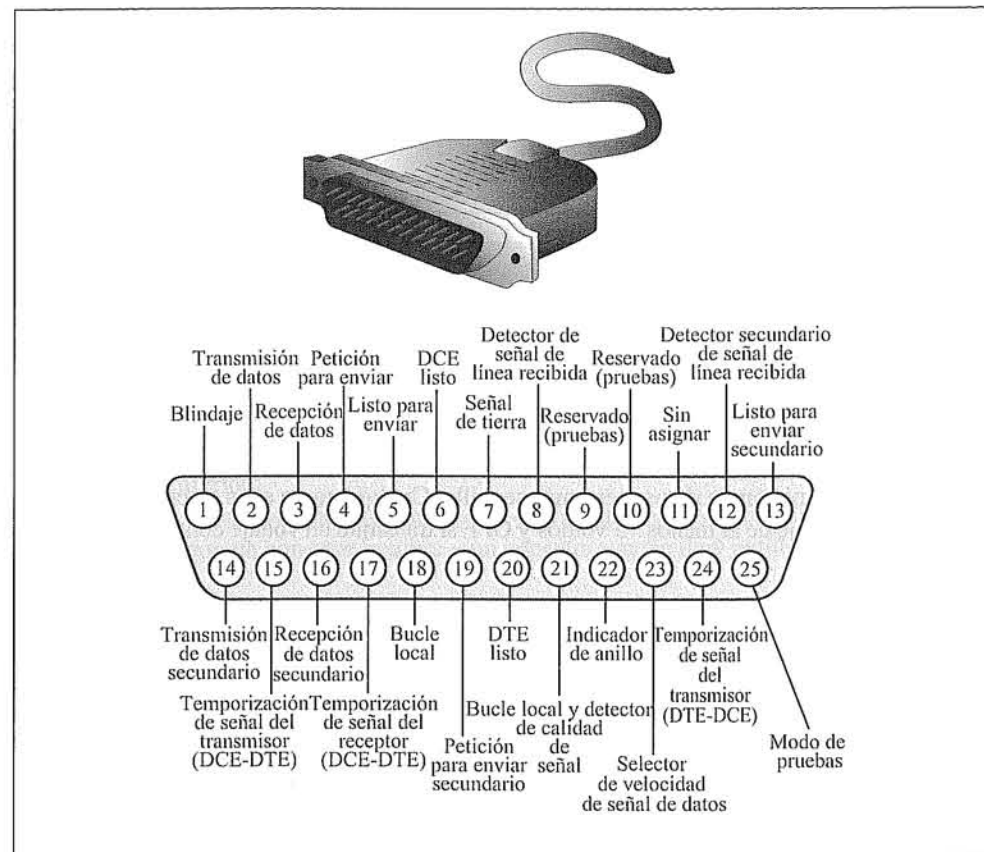 Transmisión
de datos
Petición
para enviar
DCE
listo
Detector de
señal de
línea recibida
Reservado
(pruebas)
Detector secundario
de señal de
línea recibida
Blindaje
Recepción
de datos
Listo para
enviar
Señal
de tierra
Reservado
(pruebas)
Sin
asignar
Listo para
enviar
secundario
1 2 3 4 5 6 7 8 9 10 11 12 13
14 15 16 17 18 19 20 21 22 23 24 25
Transmisión
de datos
secundario
Recepción
de datos
secundario
Bucle
local
DTE
listo
Indicador
de anillo
Temporización
de señal
del
transmisor
(DTE-DCE)
Temporización
de señal del
transmisor
(DCE-DTE)
Temporización
de señal del
receptor
(DCE-DTE)
Petición
para enviar
secundario
Bucle local y detector
de calidad
de
señal
Selector
de velocidad
de señal de datos
Modo de
pruebas